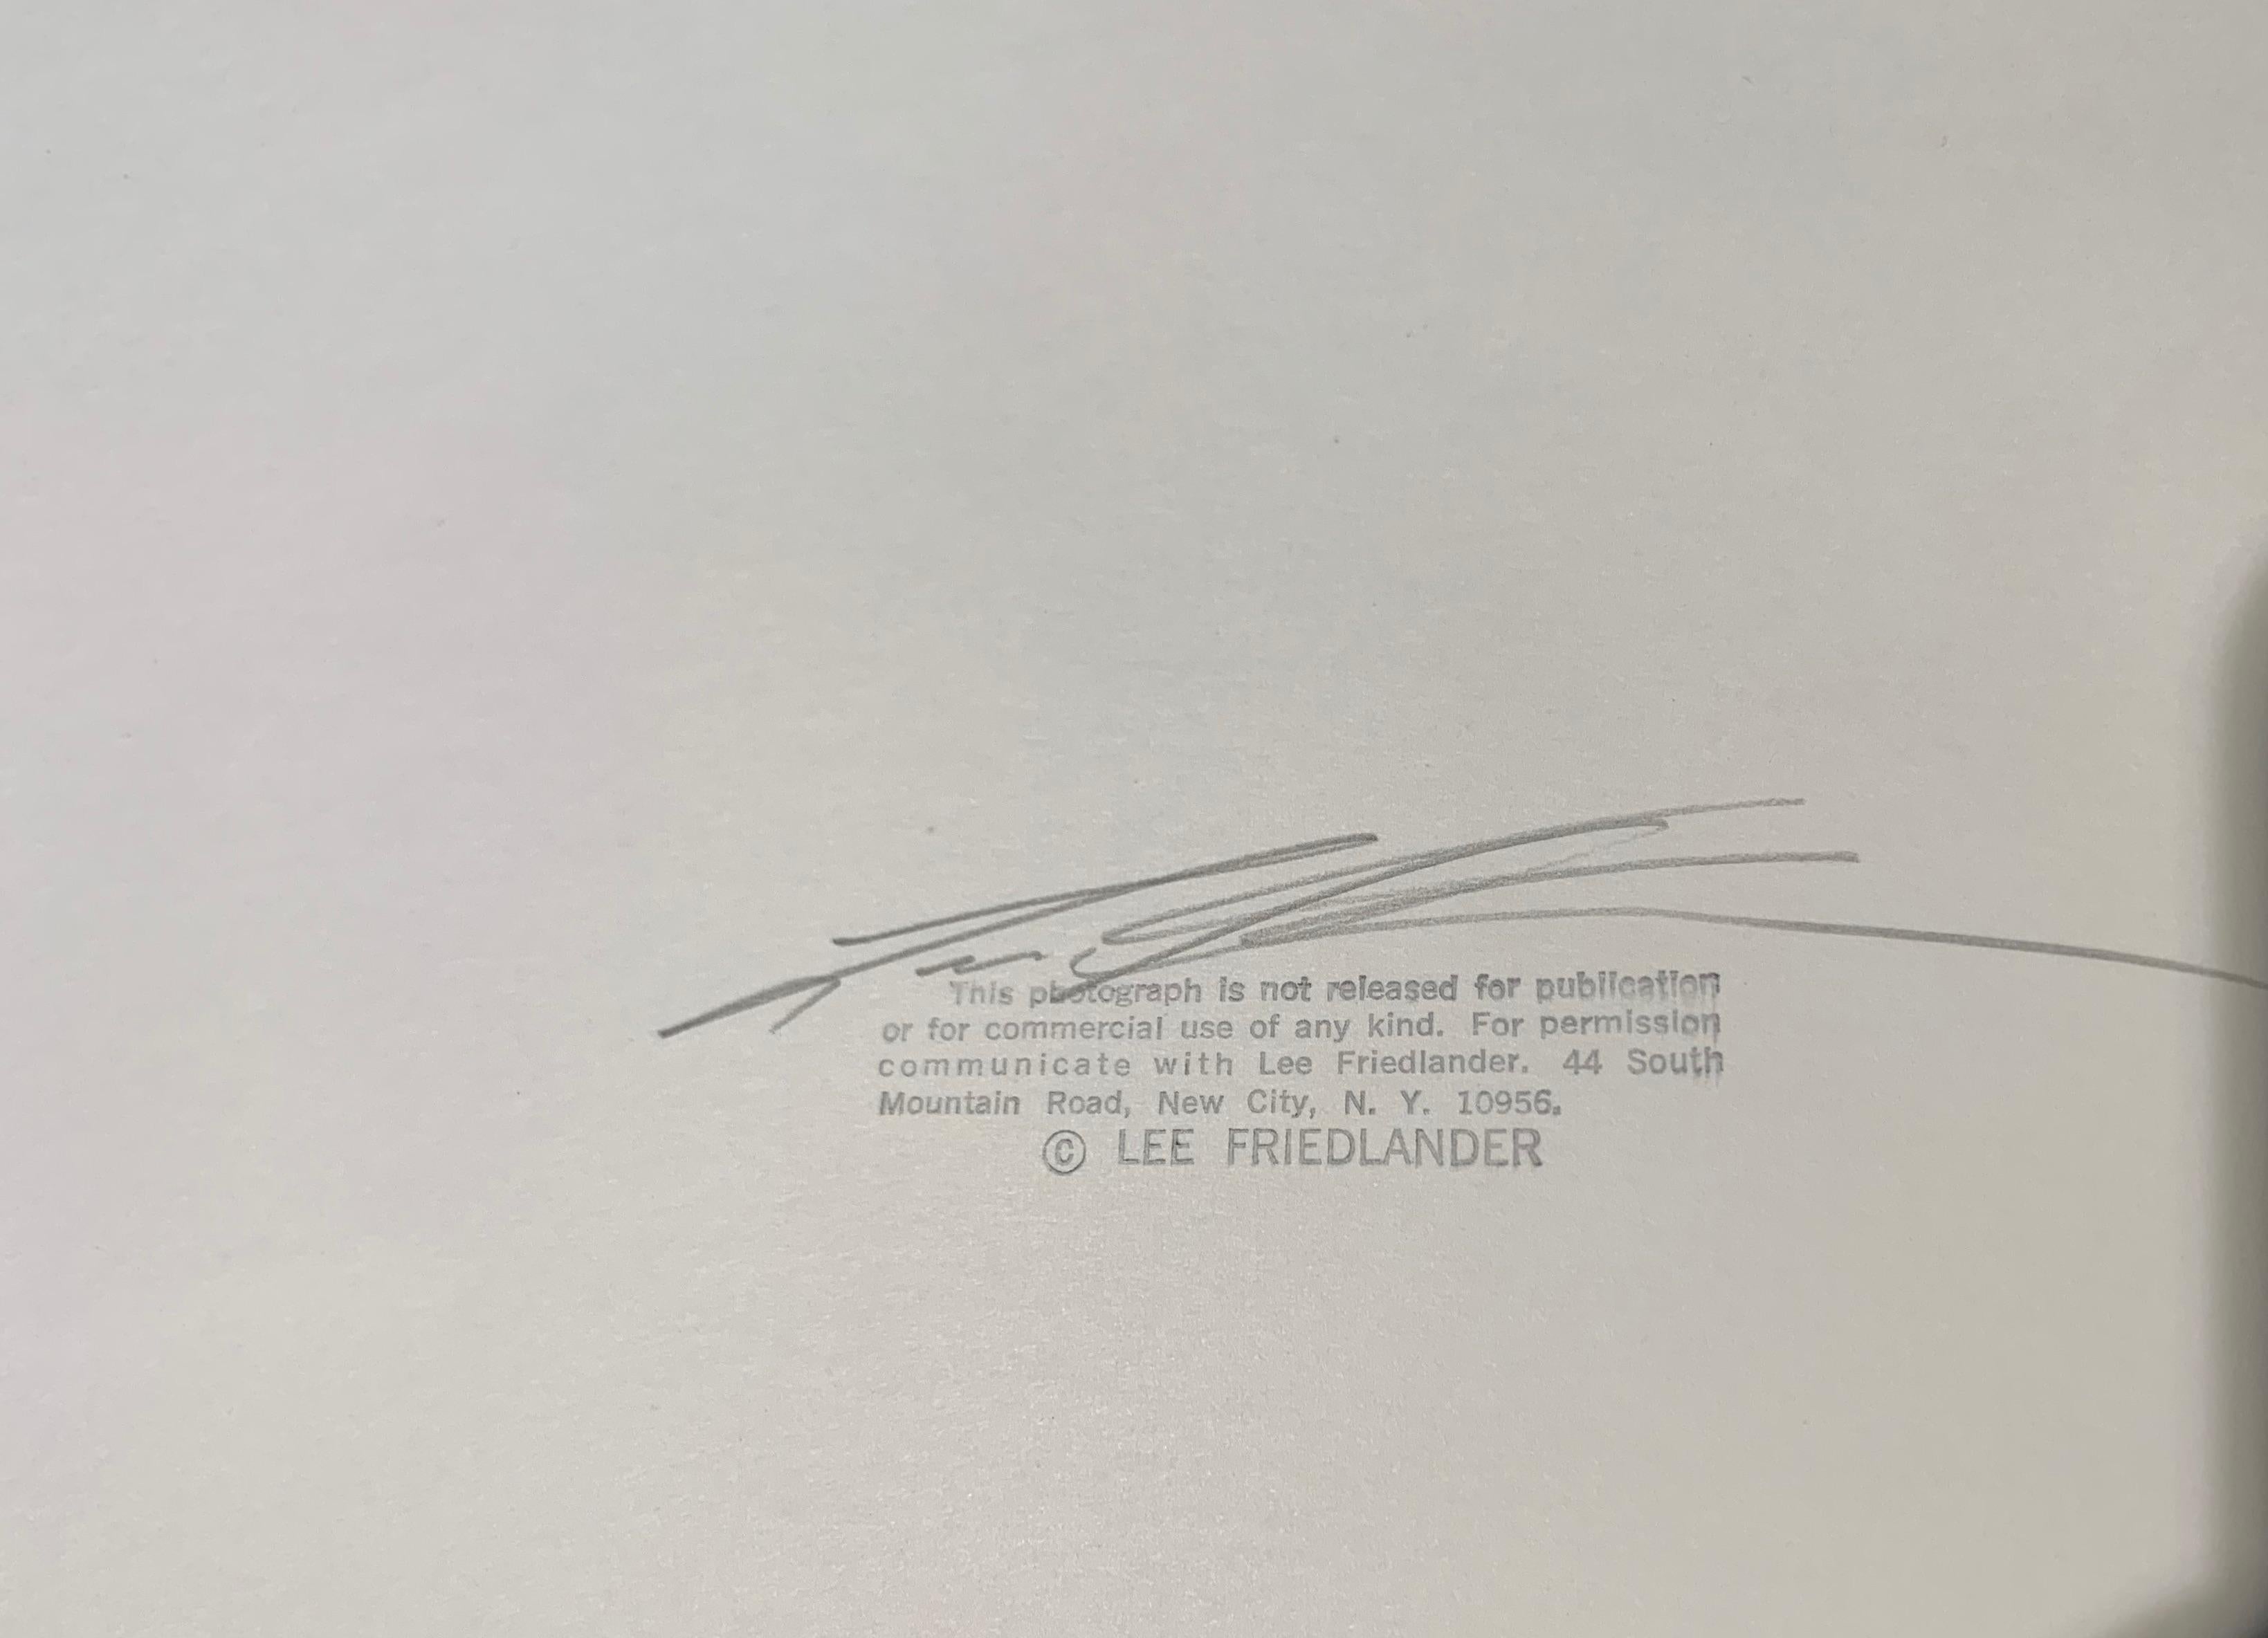 This photograph is not released for publication
or for commercial use of any kind. For permission
communicate with Lee Friedlander. 44 South
Mountain Road, New City, N. Y. 10956.
© LEE FRIEDLANDER